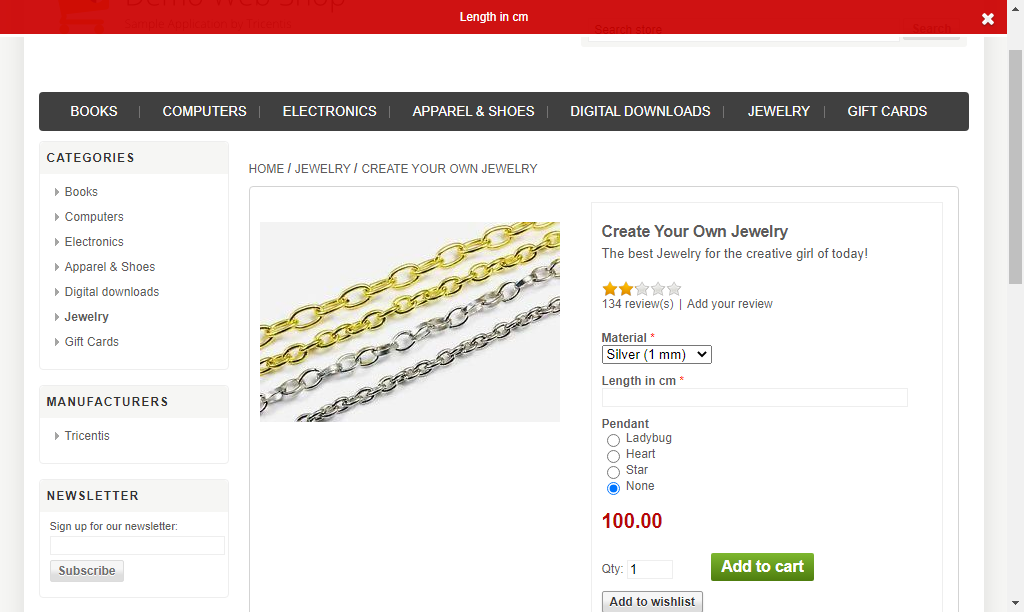 Length in cm
Demo Web Shop
Sample Application by Tricentis
Search store
Search
BOOKS
COMPUTERS
ELECTRONICS
APPAREL & SHOES
DIGITAL DOWNLOADS
JEWELRY
GIFT CARDS
CATEGORIES
Books
Computers
Electronics
Apparel & Shoes
Digital downloads
Jewelry
Gift Cards
MANUFACTURERS
Tricentis
NEWSLETTER
Sign up for our newsletter:
Subscribe
HOME / JEWELRY / CREATE YOUR OWN JEWELRY
Create Your Own Jewelry
The best Jewelry for the creative girl of today!
134 review(s) | Add your review
Material *
Silver (1 mm)
Length in cm *
Pendant
Ladybug
Heart
Star
None
100.00
Qty: 1
Add to cart
Add to wishlist